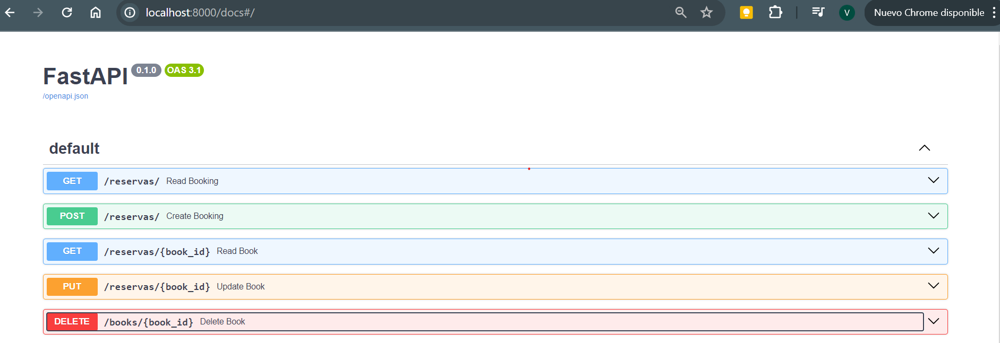 localhost:8000/docs#/
V
Nuevo Chrome disponible
FastAPI 0.1.0 OAS 3.1
/openapi.json
default
GET /reservas/ Read Booking
POST /reservas/ Create Booking
GET /reservas/{book_id} Read Book
PUT /reservas/{book_id} Update Book
DELETE /books/{book_id} Delete Book